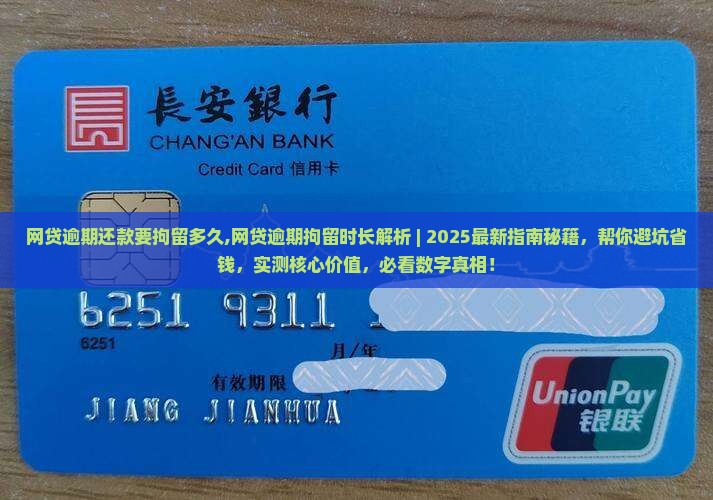 長安銀行
CHANG'AN BANK
Credit Card 信用卡
网贷逾期还款要拘留多久,网贷逾期拘留时长解析 | 2025最新指南秘籍，帮你避坑省
钱，实测核心价值，必看数字真相！
6251 9311
6251
月/年
有效期限
JIANG JIANHUA
UnionPay
银联